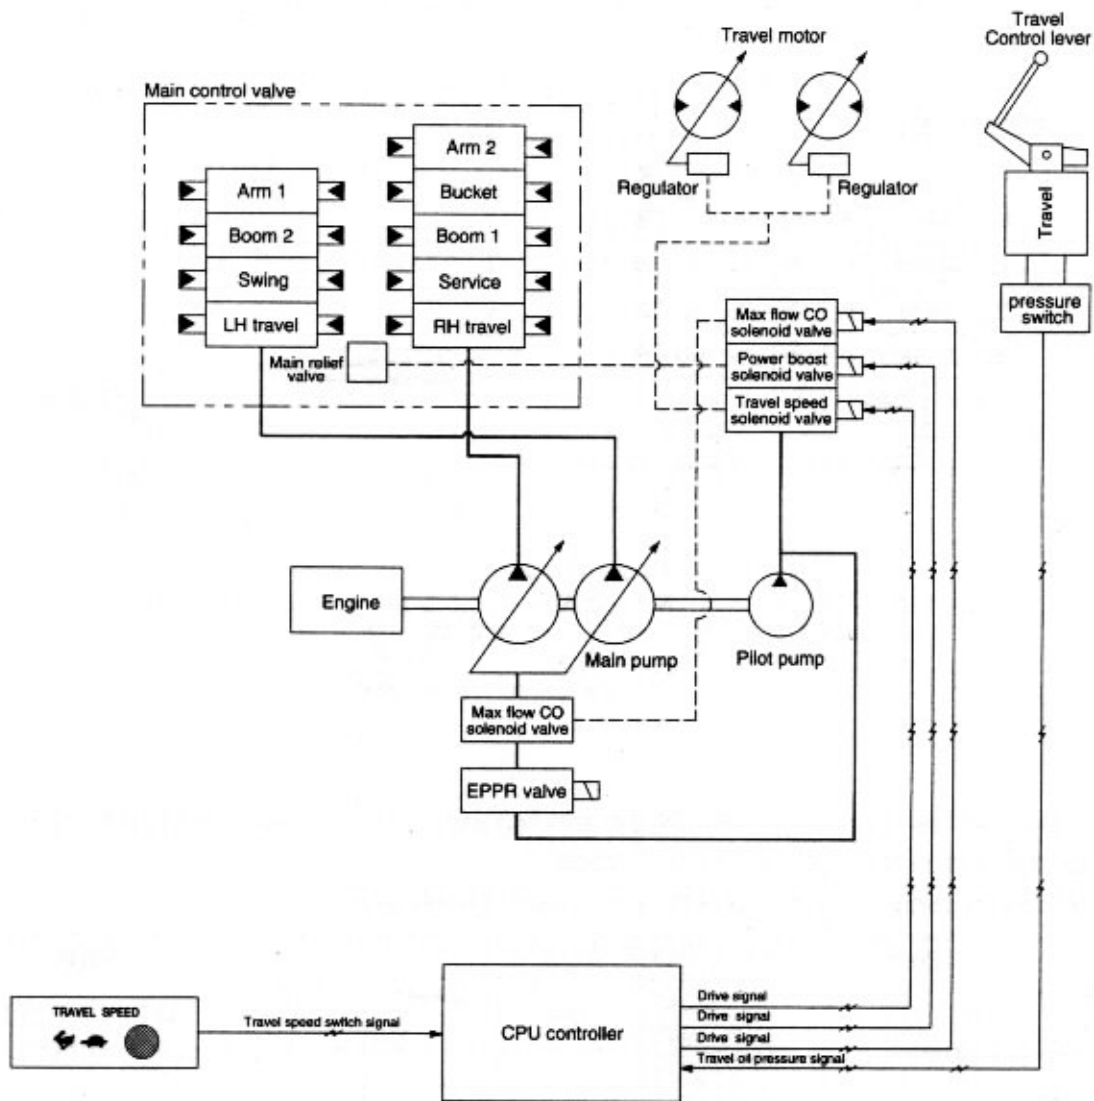 Travel
Control lever
Travel motor
Main control valve
Arm 2
Arm 1
Bucket
Regulator
Regulator
Travel
Boom 2
Boom 1
Swing
Service
pressure
switch
LH travel
RH travel
Max flow CO
solenoid valve
Main relief
valve
Power boost
solenoid valve
Travel speed
solenoid valve
Engine
Main pump
Pilot pump
Max flow CO
solenoid valve
EPPR valve
TRAVEL SPEED
Travel speed switch signal
CPU controller
Drive signal
Drive signal
Drive signal
Travel oil pressure signal